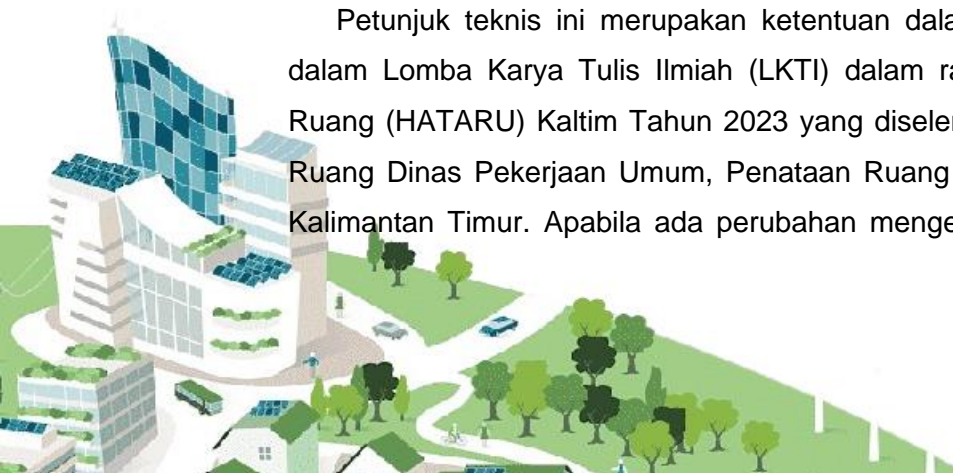 Petunjuk teknis ini merupakan ketentuan dala
dalam Lomba Karya Tulis Ilmiah (LKTI) dalam ra
Ruang (HATARU) Kaltim Tahun 2023 yang diseler
Ruang Dinas Pekerjaan Umum, Penataan Ruang
Kalimantan Timur. Apabila ada perubahan menge